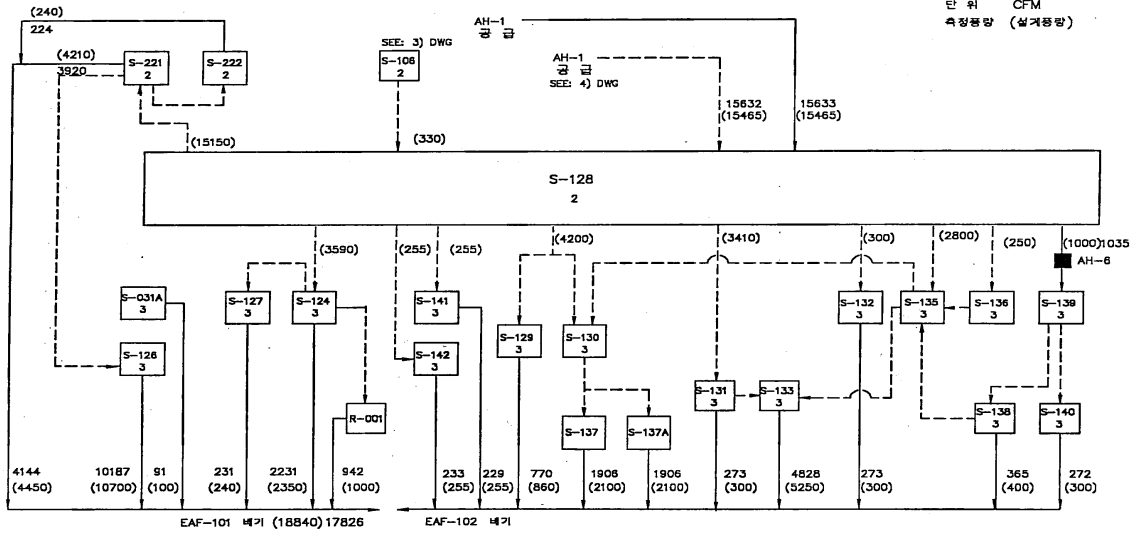 단 위 CFM
측정풍량 (설계풍량)
(240)
224
AH-1
공 급
(4210)
3920
S-221
2
S-222
2
SEE: 3) DWG
S-106
2
AH-1
공 급
SEE: 4) DWG
15632
(15465)
15633
(15465)
(15150)
(330)
S-128
2
(3590)
(255)
(255)
(4200)
(3410)
(300)
(2800)
(250)
(1000)1035
AH-6
S-031A
3
S-127
3
S-124
3
S-141
3
S-132
3
S-135
3
S-136
3
S-139
3
S-126
3
S-142
3
S-129
3
S-130
3
S-131
3
S-133
3
R-001
S-137
S-137A
S-138
3
S-140
3
4144
(4450)
10187
(10700)
91
(100)
231
(240)
2231
(2350)
942
(1000)
233
(255)
229
(255)
770
(860)
1906
(2100)
1906
(2100)
273
(300)
4828
(5250)
273
(300)
365
(400)
272
(300)
EAF-101 배기 (18840)17826
EAF-102 배기